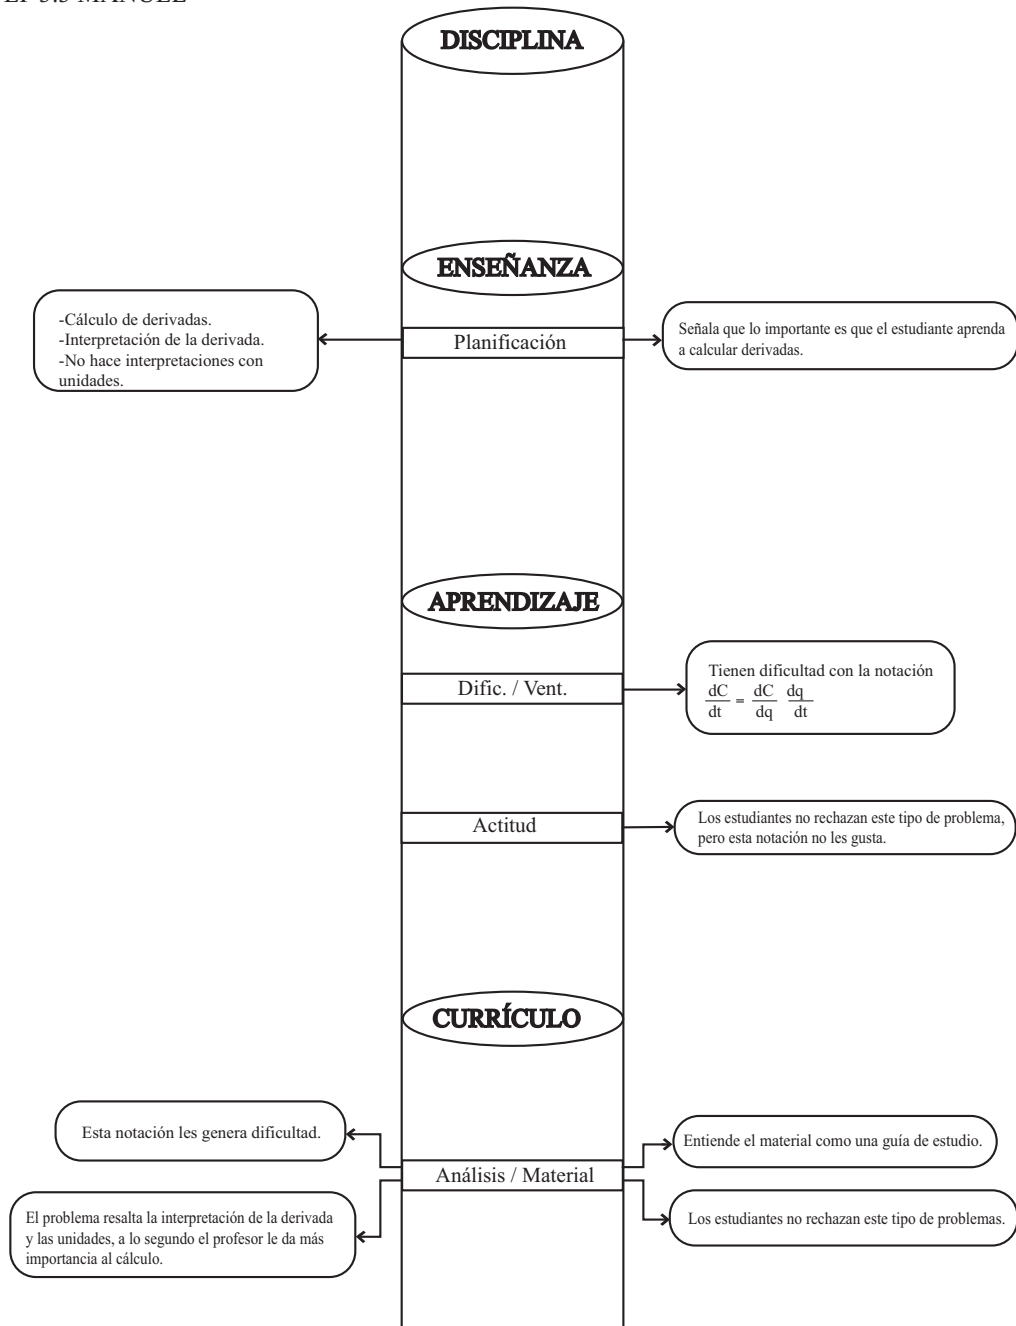 DISCIPLINA
ENSEÑANZA
-Cálculo de derivadas.
-Interpretación de la derivada.
-No hace interpretaciones con
unidades.
Planificación
Señala que lo importante es que el estudiante aprenda
a calcular derivadas.
APRENDIZAJE
Dific. / Vent.
Tienen dificultad con la notación
dC/dt = dC/dq dq/dt
Actitud
Los estudiantes no rechazan este tipo de problema,
pero esta notación no les gusta.
CURRÍCULO
Esta notación les genera dificultad.
Entiende el material como una guía de estudio.
Análisis / Material
El problema resalta la interpretación de la derivada
y las unidades, a lo segundo el profesor le da más
importancia al cálculo.
Los estudiantes no rechazan este tipo de problemas.